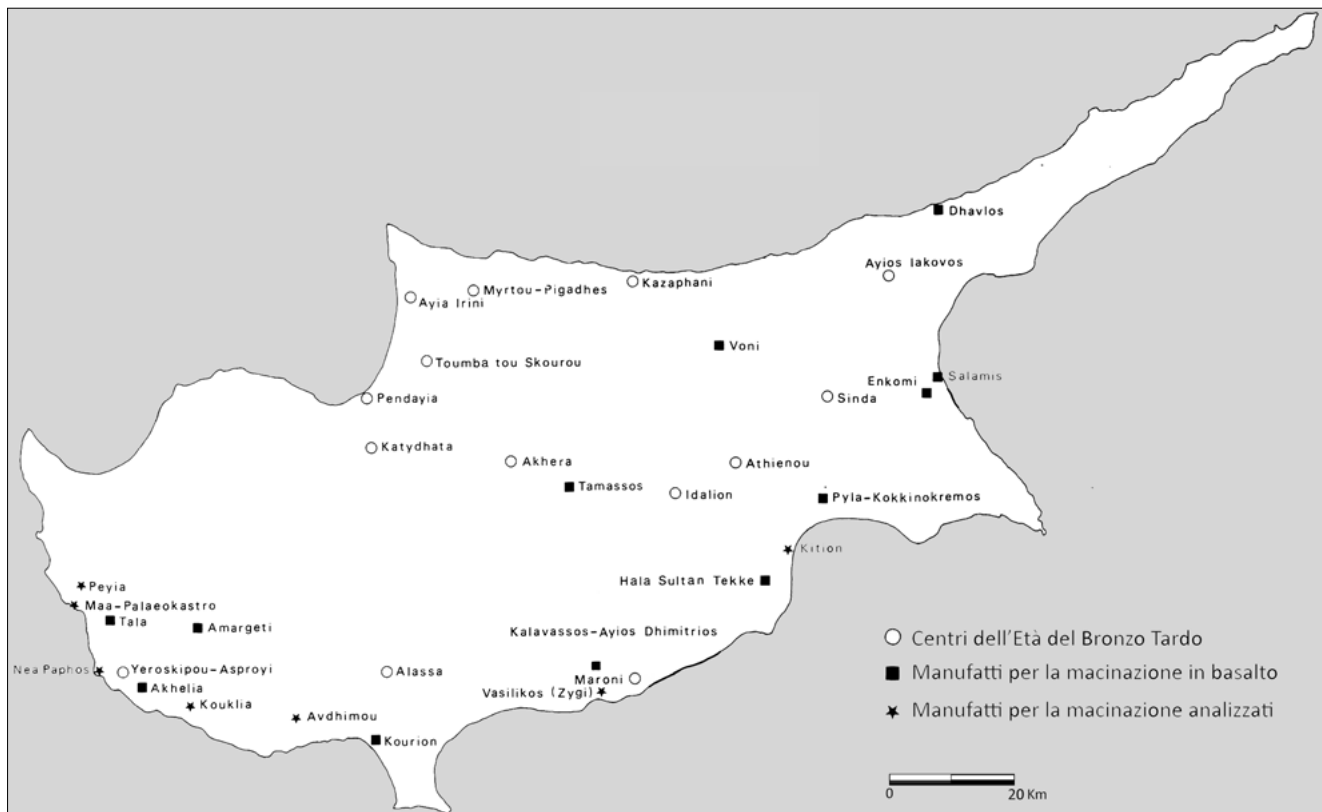 Dhavlos
Ayios Iakovos
Kazaphani
Myrtou-Pigadhes
Ayia Irini
Voni
Toumba tou Skourou
Salamis
Enkomi
Sinda
Pendayia
Katydhata
Akhera
Athienou
Tamassos
Idalion
Pyla-Kokkinokremos
Kition
Hala Sultan Tekke
Peyia
Maa-Palaeokastro
Tala
Amargeti
Kalavassos-Ayios Dhimitrios
Nea Paphos
Yeroskipou-Asproyi
Alassa
Maroni
Akhelia
Vasilikos (Zygi)
Kouklia
Avdhimou
Kourion
Centri dell'Età del Bronzo Tardo
Manufatti per la macinazione in basalto
Manufatti per la macinazione analizzati
0 20 Km